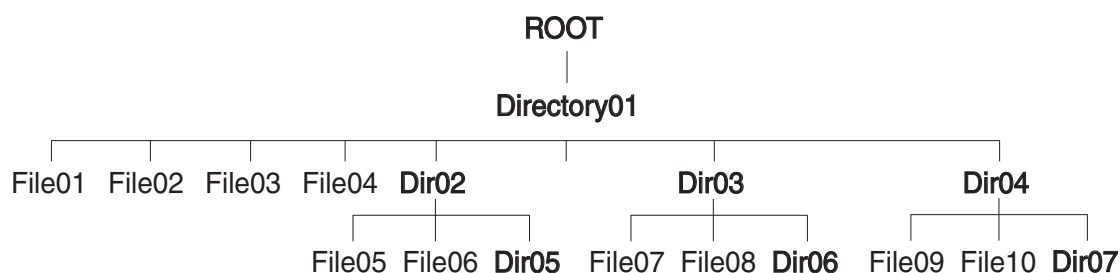 ROOT
Directory01
File01 File02 File03 File04 Dir02 Dir03 Dir04
File05 File06 Dir05 File07 File08 Dir06 File09 File10 Dir07